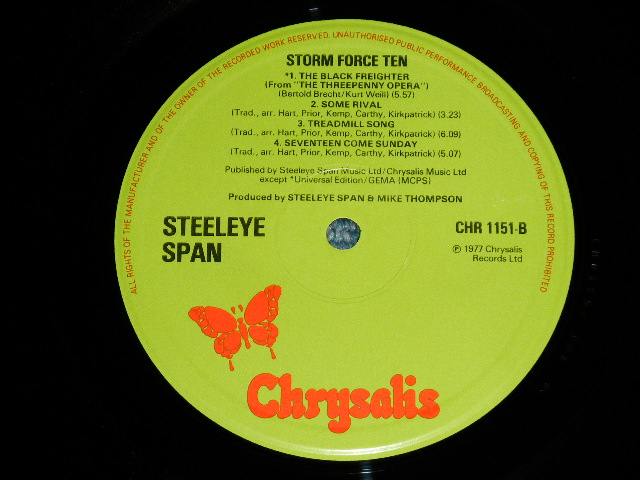 ALL RIGHTS OF THE MANUFACTURER AND OF THE OWNER OF THE RECORDED WORK RESERVED. UNAUTHORISED PUBLIC PERFORMANCE BROADCASTING AND COPYING OF THIS RECORD PROHIBITED
STORM FORCE TEN
*1. THE BLACK FREIGHTER
(From "THE THREEPENNY OPERA")
(Bertold Brecht/Kurt Weill) (5.57)
2. SOME RIVAL
(Trad., arr. Hart, Prior, Kemp, Carthy, Kirkpatrick) (3.23)
3. TREADMILL SONG
(Trad., arr. Hart, Prior, Kemp, Carthy, Kirkpatrick) (6.09)
4. SEVENTEEN COME SUNDAY
(Trad., arr. Hart, Prior, Kemp, Carthy, Kirkpatrick) (5.07)
Published by Steeleye Span Music Ltd/Chrysalis Music Ltd
except *Universal Edition/GEMA (MCPS)
Produced by STEELEYE SPAN & MIKE THOMPSON
STEELEYE
SPAN
CHR 1151-B
℗ 1977 Chrysalis
Records Ltd
Chrysalis